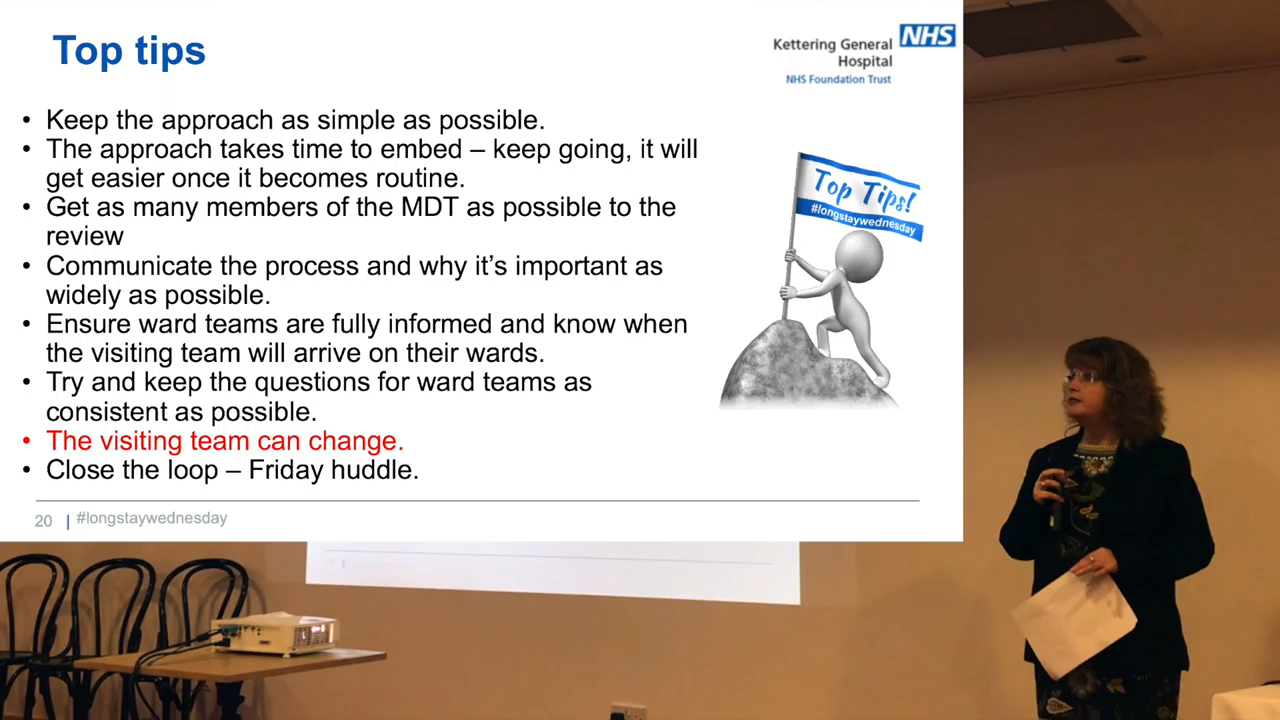 Top tips
Kettering General
NHS
Hospital
NHS Foundation Trust
• Keep the approach as simple as possible.
• The approach takes time to embed – keep going, it will
get easier once it becomes routine.
• Get as many members of the MDT as possible to the
review
• Communicate the process and why it’s important as
widely as possible.
• Ensure ward teams are fully informed and know when
the visiting team will arrive on their wards.
• Try and keep the questions for ward teams as
consistent as possible.
• The visiting team can change.
• Close the loop – Friday huddle.
Top Tips!
#longstaywednesday
20 | #longstaywednesday